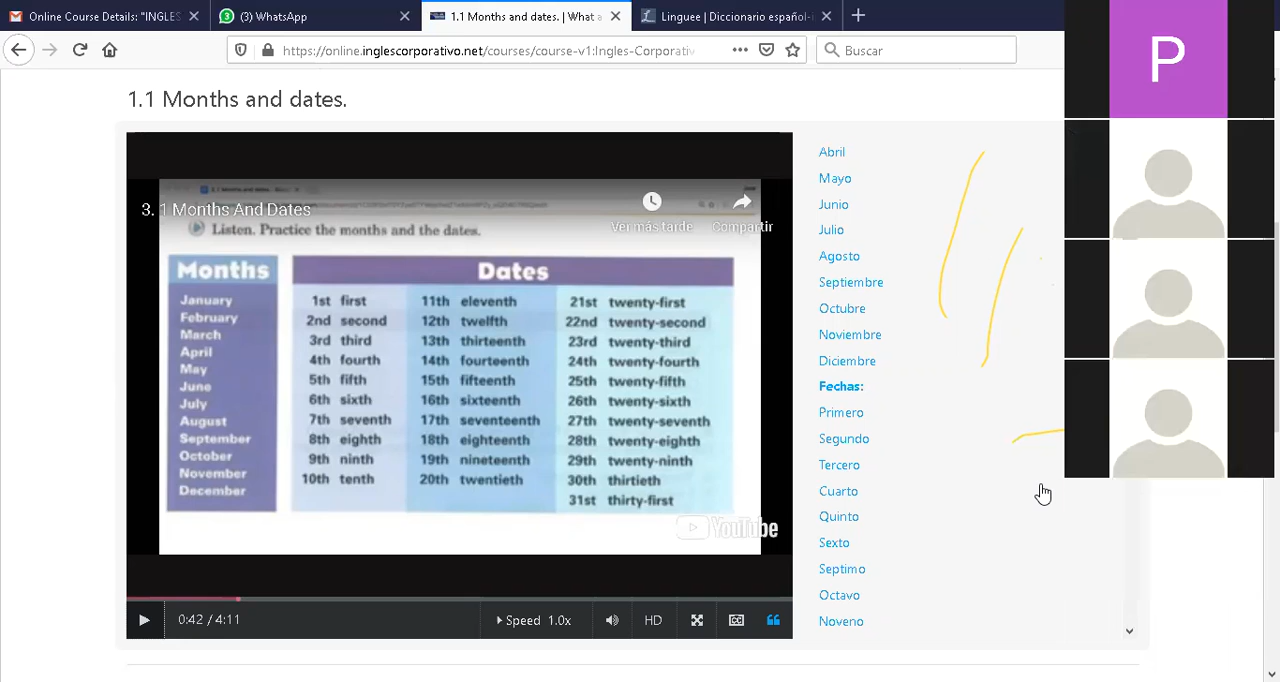 Online Course Details: "INGLES
(3) WhatsApp
1.1 Months and dates. | What a
Linguee | Diccionario español-
https://online.inglescorporativo.net/courses/course-v1:Ingles-Corporativ
Buscar
P
1.1 Months and dates.
3. 1 Months And Dates
Ver más tarde
Compartir
Listen. Practice the months and the dates.
Months
January
February
March
April
May
June
July
August
September
October
November
December
Dates
1st first
2nd second
3rd third
4th fourth
5th fifth
6th sixth
7th seventh
8th eighth
9th ninth
10th tenth
11th eleventh
12th twelfth
13th thirteenth
14th fourteenth
15th fifteenth
16th sixteenth
17th seventeenth
18th eighteenth
19th nineteenth
20th twentieth
21st twenty-first
22nd twenty-second
23rd twenty-third
24th twenty-fourth
25th twenty-fifth
26th twenty-sixth
27th twenty-seventh
28th twenty-eighth
29th twenty-ninth
30th thirtieth
31st thirty-first
YouTube
0:42 / 4:11
Speed 1.0x
HD
Abril
Mayo
Junio
Julio
Agosto
Septiembre
Octubre
Noviembre
Diciembre
Fechas:
Primero
Segundo
Tercero
Cuarto
Quinto
Sexto
Septimo
Octavo
Noveno